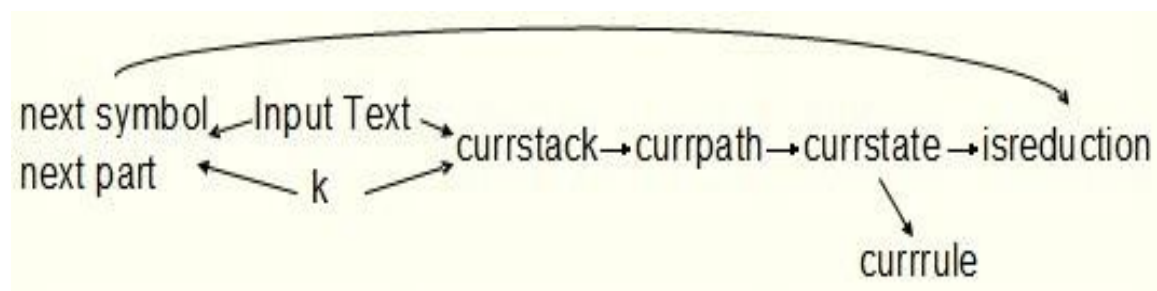 next symbol Input Text
currstack currpath currstate isreduction
next part k
currrule